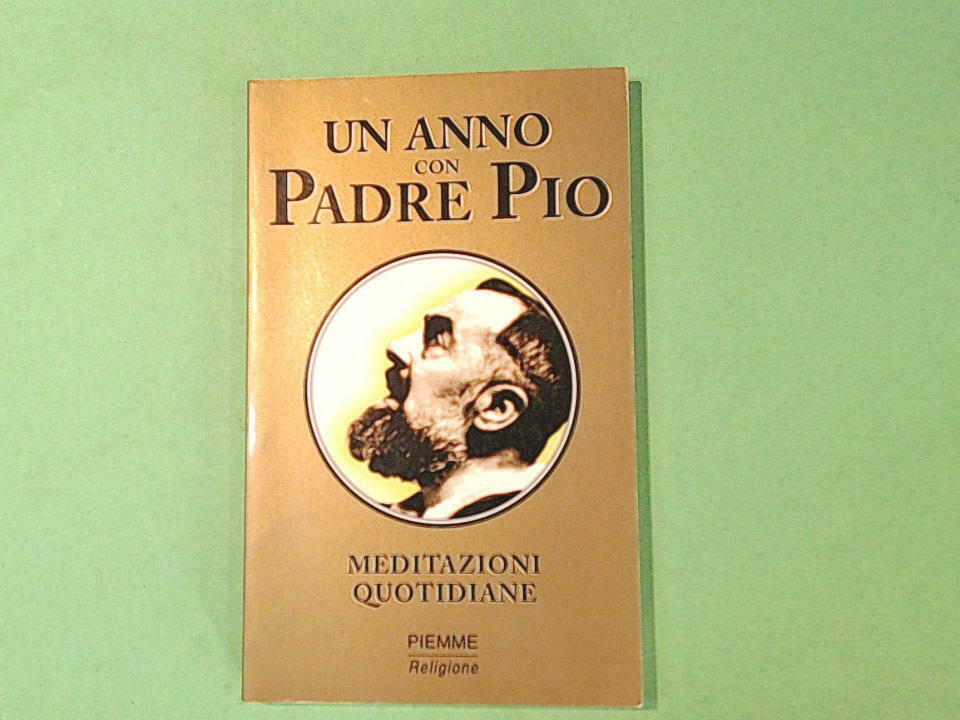 UN ANNO
CON
PADRE PIO
MEDITAZIONI
QUOTIDIANE
PIEMME
Religione